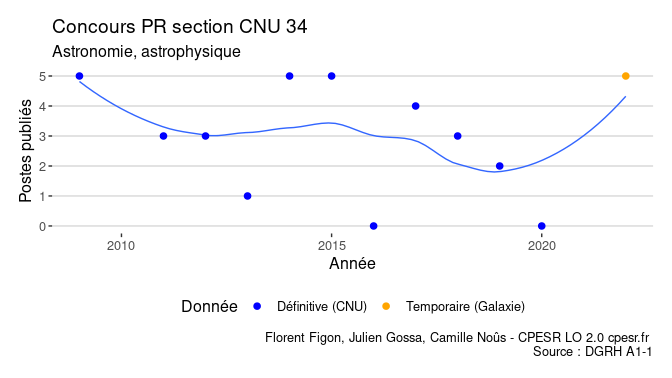 Concours PR section CNU 34
Astronomie, astrophysique
Postes publiés
5
4
3
2
1
0
2010 2015 2020
Année
Donnée Définitive (CNU) Temporaire (Galaxie)
Florent Figon, Julien Gossa, Camille Noûs - CPESR LO 2.0 cpesr.fr
Source : DGRH A1-1